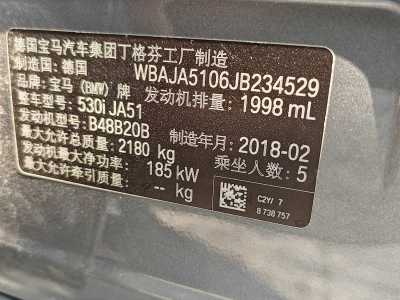 德国宝马汽车集团丁格芬工厂制造
制造国: 德国 WBAJA5106JB234529
宝马 (BMW) 牌 发动机排量: 1998 mL
整车型号: 530i JA51
发动机型号: B48B20B 制造年月: 2018-02
最大允许总质量: 2180 kg 乘坐人数: 5
发动机最大净功率: 185 kW
最大允许牵引质量: -- kg
C2Y/ 7
8 738 757